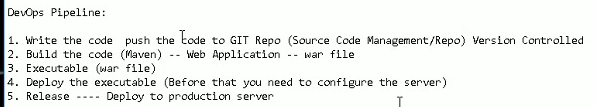 DevOps Pipeline:
1. Write the code  push the code to GIT Repo (Source Code Management/Repo) Version Controlled
2. Build the code (Maven) -- Web Application -- war file
3. Executable (war file)
4. Deploy the executable (Before that you need to configure the server)
5. Release ---- Deploy to production server